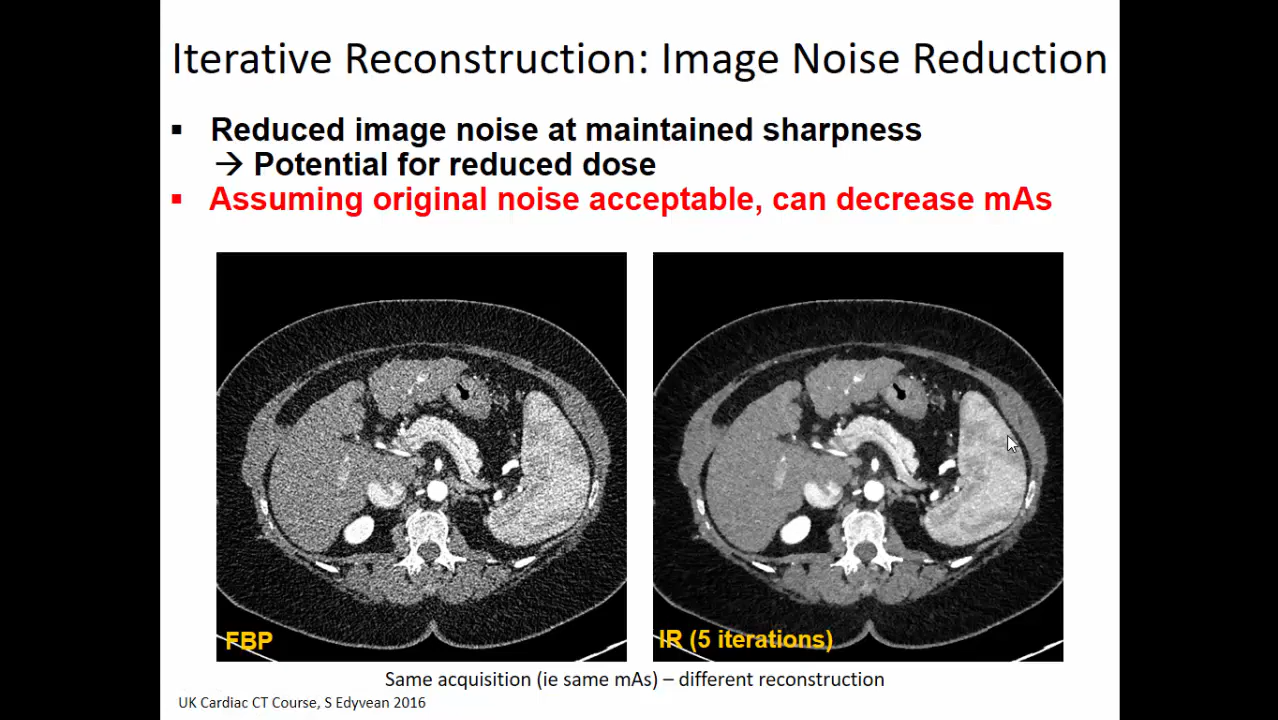 Iterative Reconstruction: Image Noise Reduction
▪ Reduced image noise at maintained sharpness
→ Potential for reduced dose
▪ Assuming original noise acceptable, can decrease mAs
FBP
IR (5 iterations)
Same acquisition (ie same mAs) – different reconstruction
UK Cardiac CT Course, S Edyvean 2016